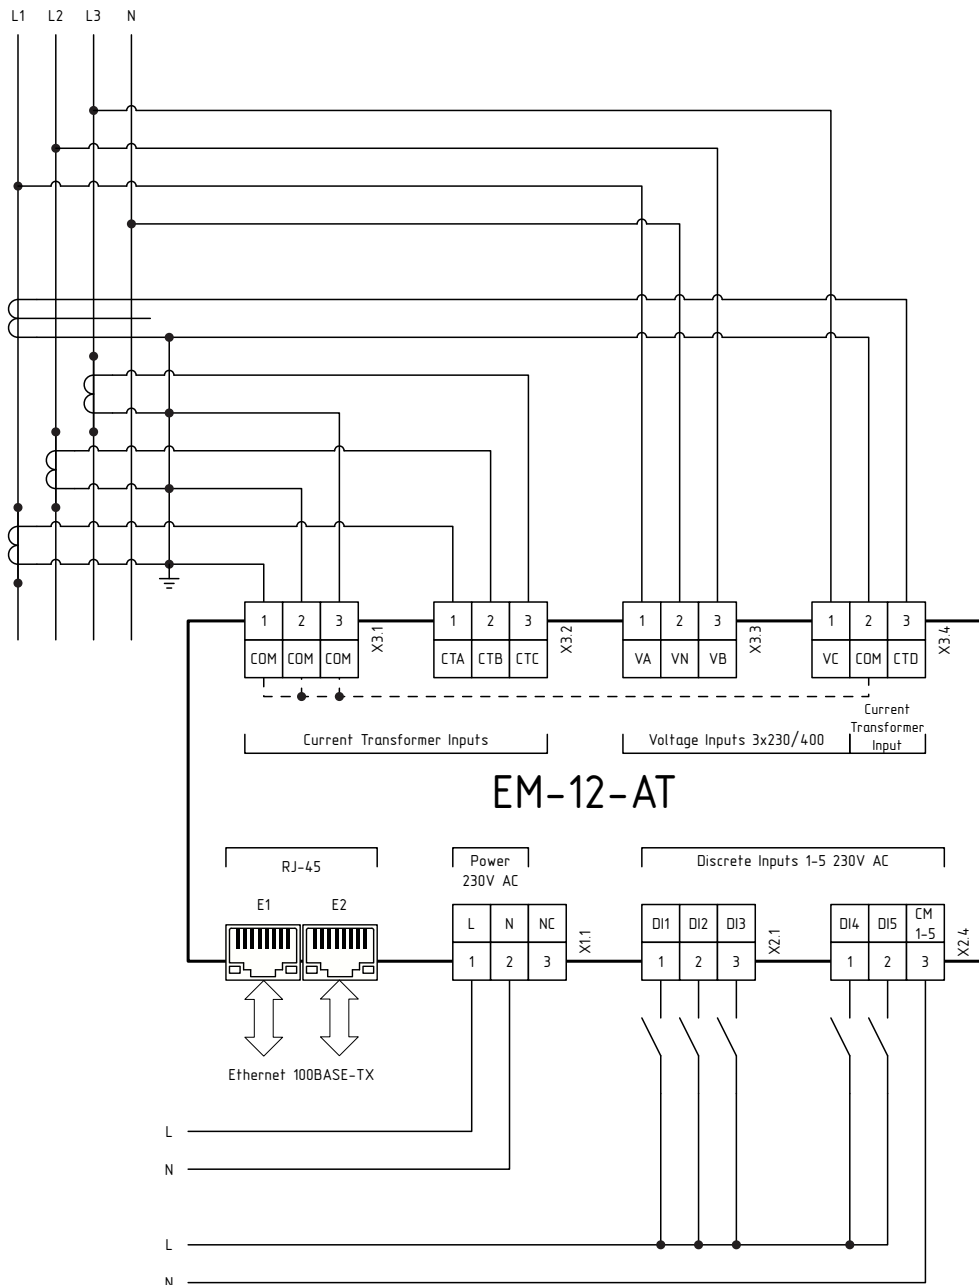 L1 L2 L3 N
1 2 3 X3.1 1 2 3 X3.2 1 2 3 X3.3 1 2 3 X3.4
COM COM COM CTA CTB CTC VA VN VB VC COM CTD
Current Transformer Inputs
Voltage Inputs 3x230/400
Current
Transformer
Input
EM-12-AT
RJ-45
Power
230V AC
Discrete Inputs 1-5 230V AC
E1 E2
L N NC X1.1 DI1 DI2 DI3 X2.1 DI4 DI5 CM
1-5 X2.4
1 2 3 1 2 3 1 2 3
Ethernet 100BASE-TX
L
N
L
N